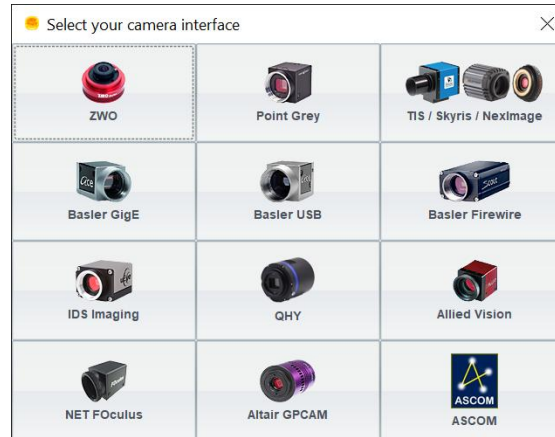 Select your camera interface
ZWO
Point Grey
TIS / Skyris / NexImage
Basler GigE
Basler USB
Basler Firewire
IDS Imaging
QHY
Allied Vision
NET FOculus
Altair GPCAM
ASCOM
ASCOM